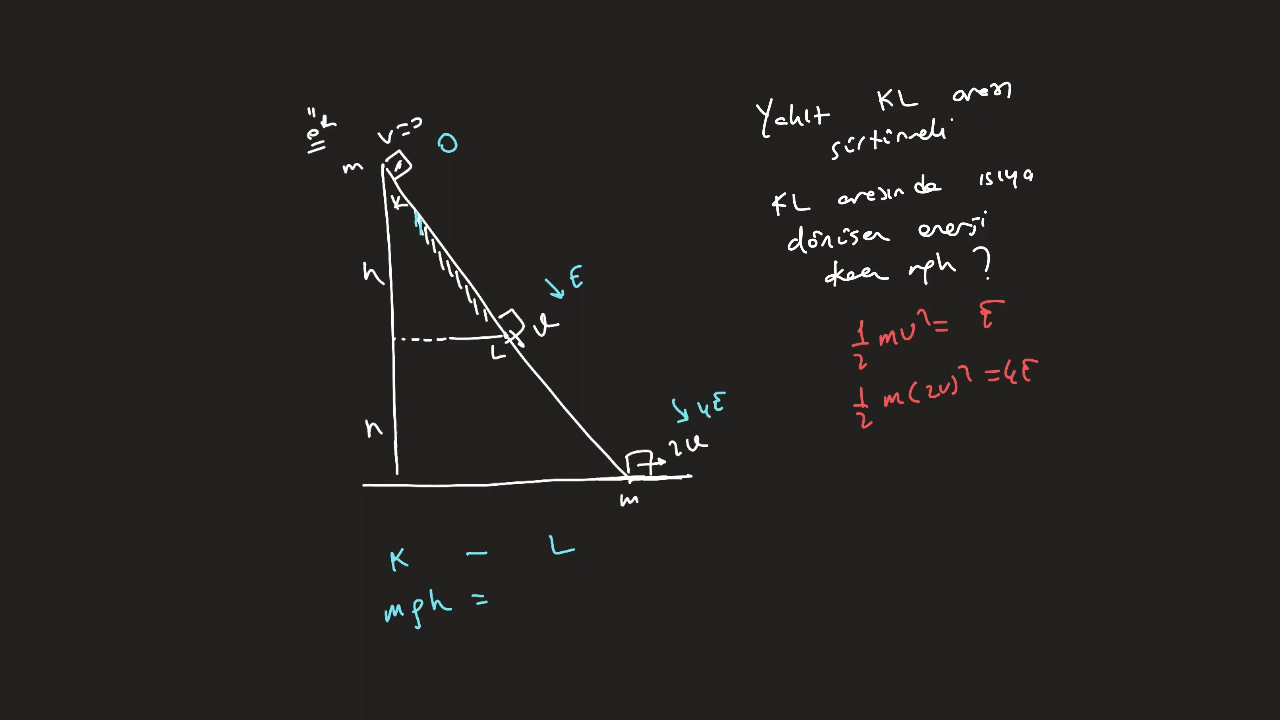 Yalnız KL arası
sürtünmeli
KL arasında ısıya
dönüşen enerji
kaç mgh ?
1/2 mv² = E
1/2 m(2v)² = 4E
m
0
K
h
E
v
L
h
4E
2v
m
K - L
mgh =